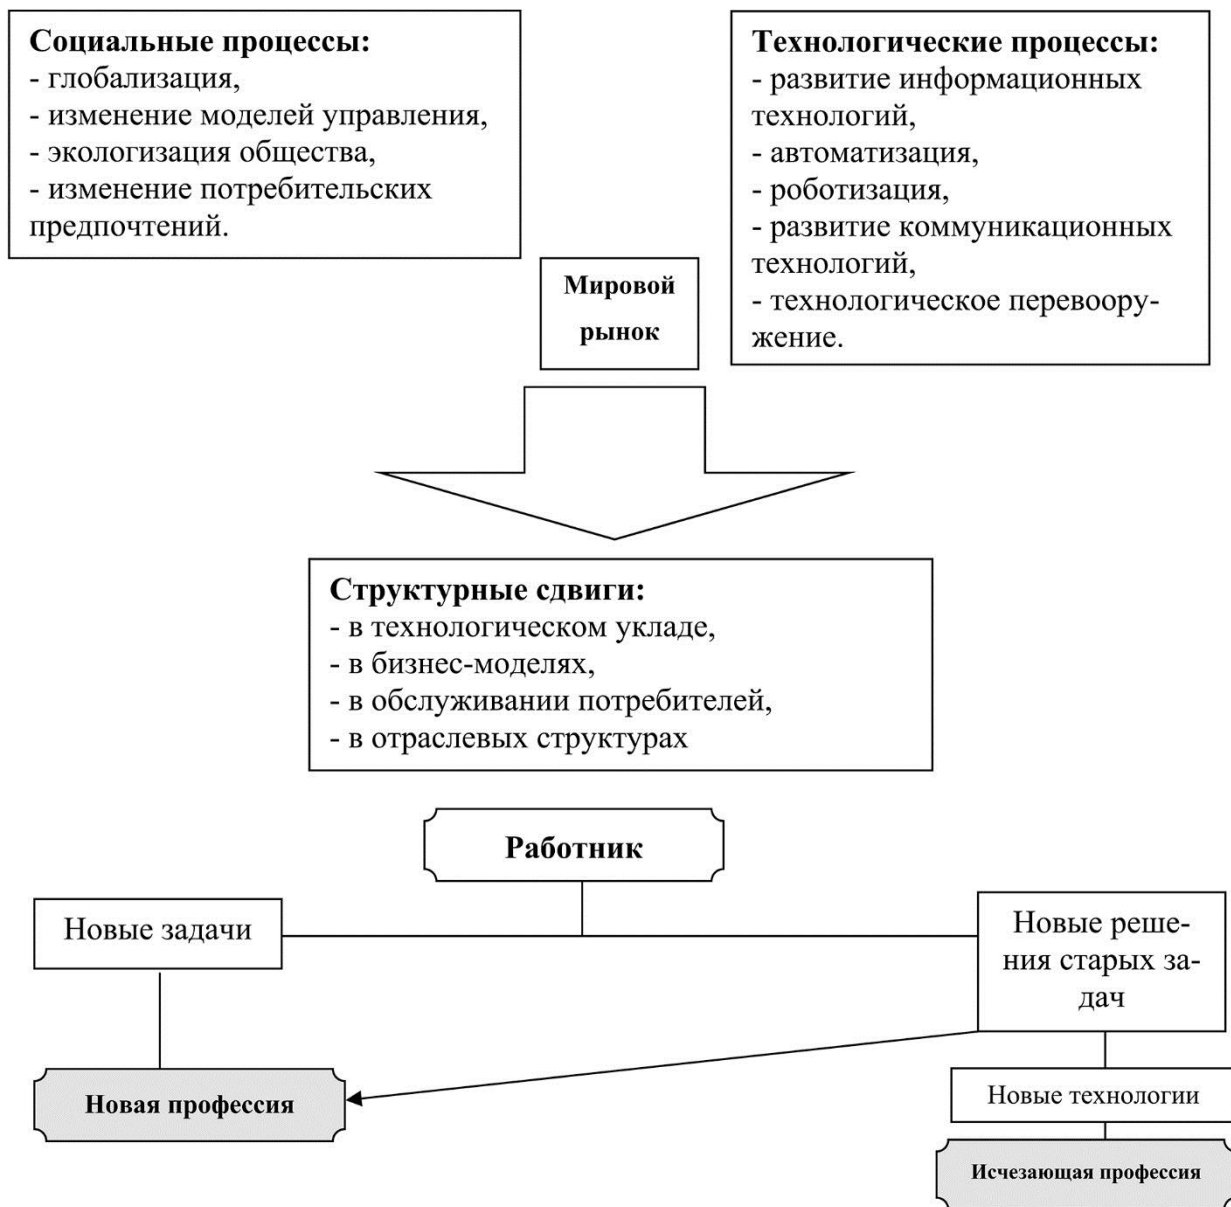 Социальные процессы:
- глобализация,
- изменение моделей управления,
- экологизация общества,
- изменение потребительских
предпочтений.
Технологические процессы:
- развитие информационных
технологий,
- автоматизация,
- роботизация,
- развитие коммуникационных
технологий,
- технологическое перевоору-
жение.
Мировой
рынок
Структурные сдвиги:
- в технологическом укладе,
- в бизнес-моделях,
- в обслуживании потребителей,
- в отраслевых структурах
Работник
Новые задачи
Новые реше-
ния старых за-
дач
Новая профессия
Новые технологии
Исчезающая профессия